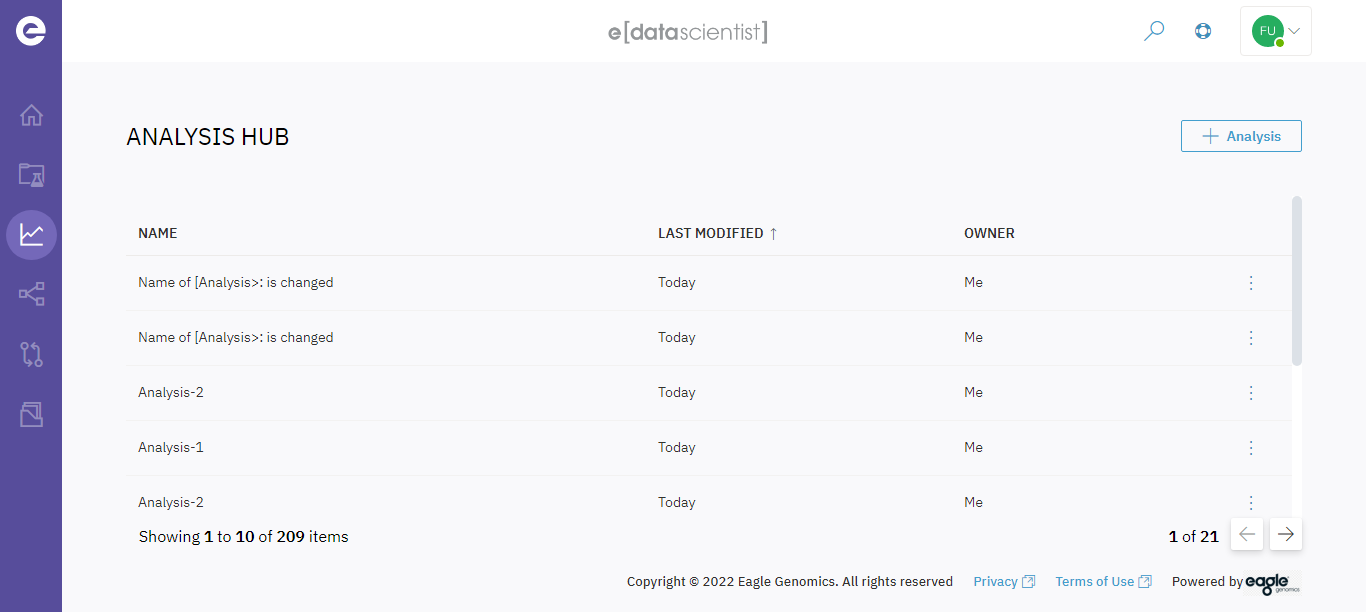 e[datascientist]
FU
ANALYSIS HUB
Analysis
NAME LAST MODIFIED ↑ OWNER
Name of [Analysis>: is changed Today Me
Name of [Analysis>: is changed Today Me
Analysis-2 Today Me
Analysis-1 Today Me
Analysis-2 Today Me
Showing 1 to 10 of 209 items 1 of 21
Copyright © 2022 Eagle Genomics. All rights reserved Privacy Terms of Use Powered by eagle genomics